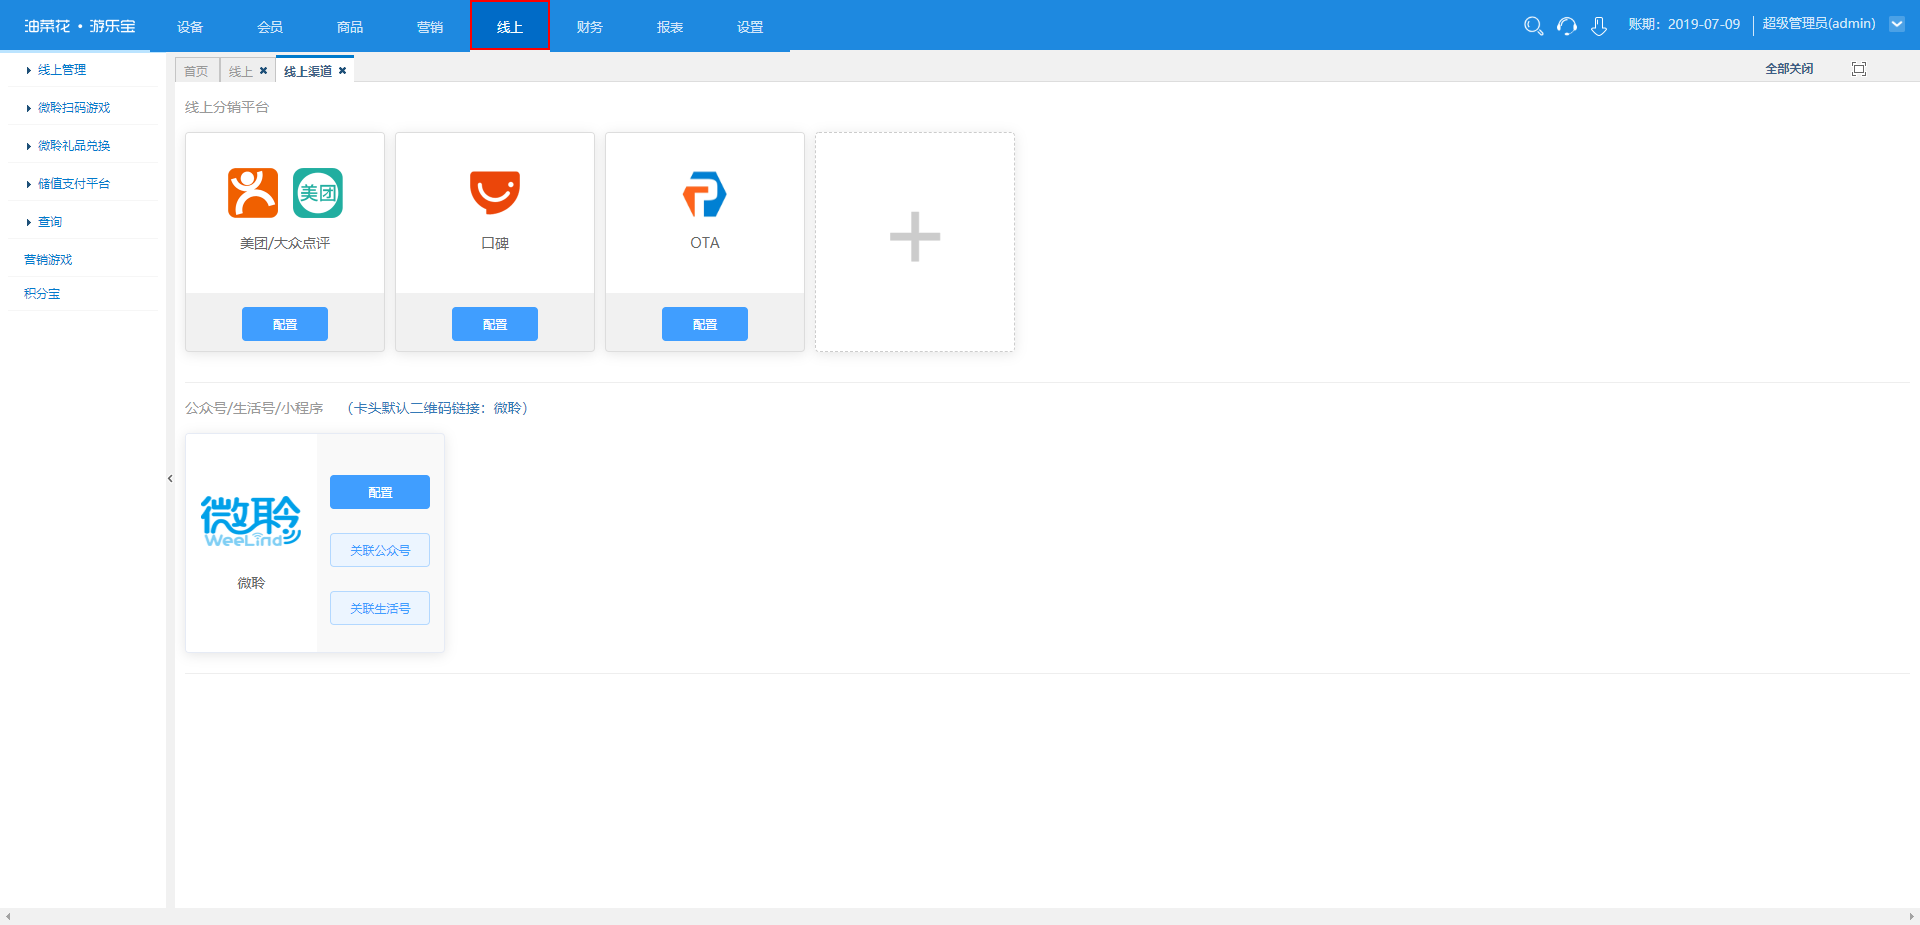 油菜花·游乐宝 设备 会员 商品 营销 线上 财务 报表 设置 账期：2019-07-09 超级管理员(admin)
首页 线上 线上渠道 全部关闭
线上管理
微聆扫码游戏
微聆礼品兑换
储值支付平台
查询
营销游戏
积分宝
线上分销平台
美团
美团/大众点评 口碑 OTA
配置 配置 配置
公众号/生活号/小程序 （卡头默认二维码链接：微聆）
微聆
WeeLind
微聆
配置
关联公众号
关联生活号